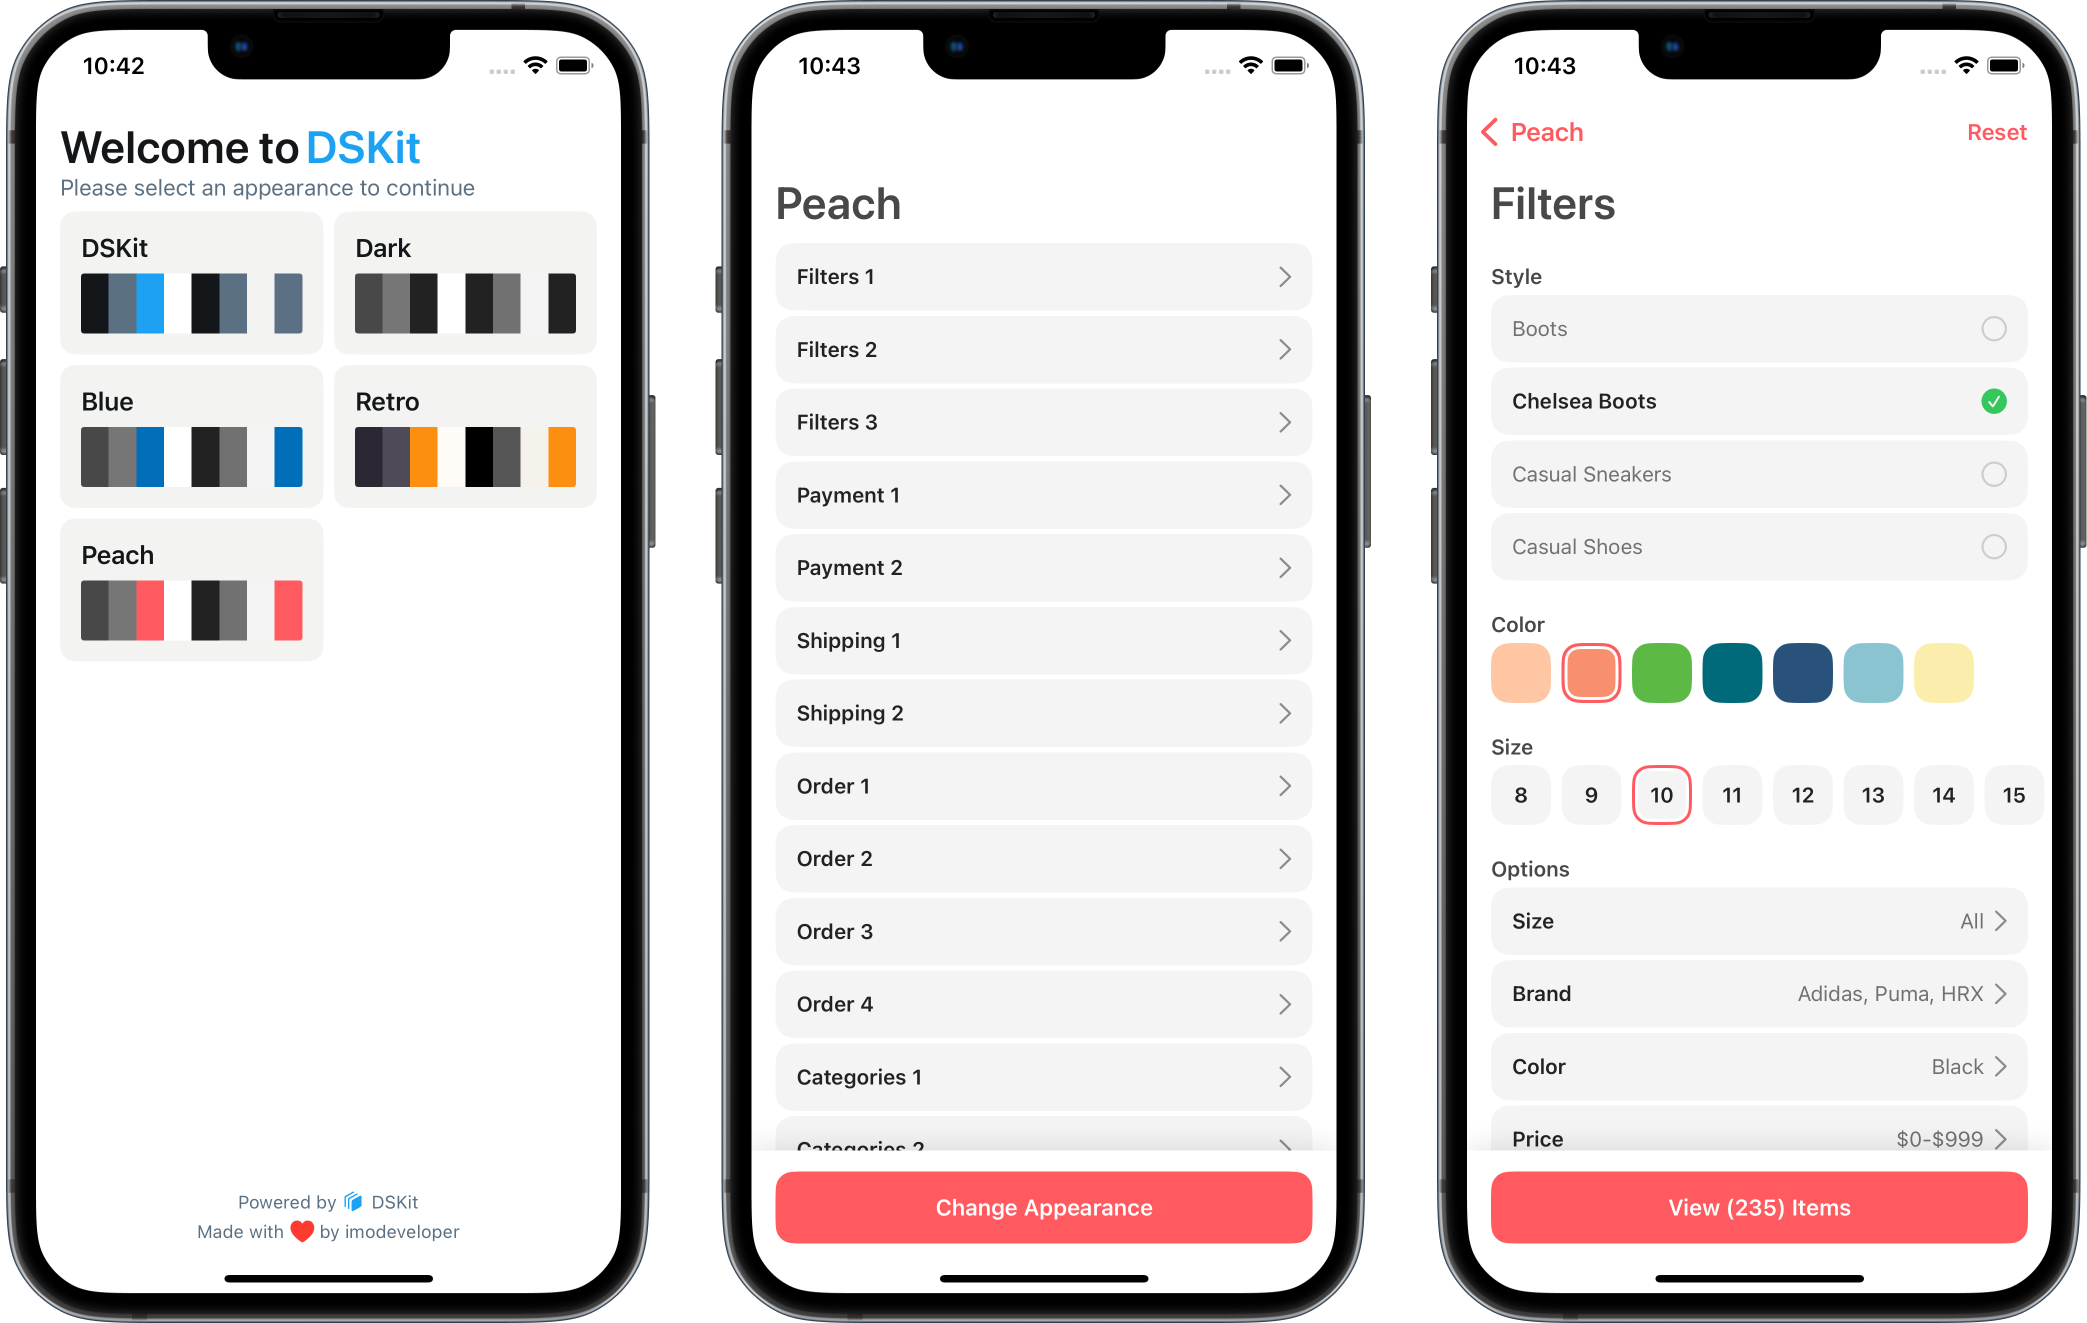 10:42
Welcome to DSKit
Please select an appearance to continue
DSKit
Dark
Blue
Retro
Peach
Powered by DSKit
Made with ❤️ by imodeveloper
10:43
Peach
Filters 1
Filters 2
Filters 3
Payment 1
Payment 2
Shipping 1
Shipping 2
Order 1
Order 2
Order 3
Order 4
Categories 1
Categories 2
Change Appearance
10:43
Peach Reset
Filters
Style
Boots
Chelsea Boots
Casual Sneakers
Casual Shoes
Color
Size
8 9 10 11 12 13 14 15
Options
Size All
Brand Adidas, Puma, HRX
Color Black
Price $0-$999
View (235) Items